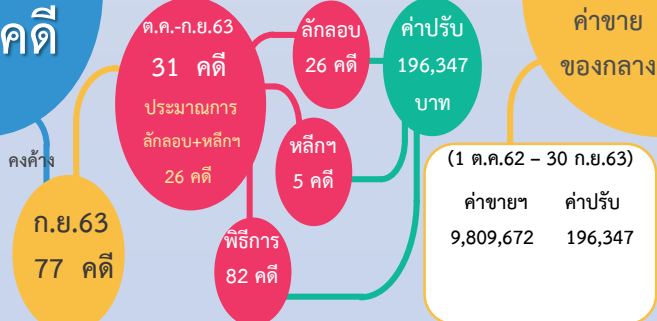 คดี
คงค้าง
ก.ย.63
77 คดี
ต.ค.-ก.ย.63
31 คดี
ประมาณการ
ลักลอบ+หลีกฯ
26 คดี
ลักลอบ
26 คดี
หลีกฯ
5 คดี
พิธีการ
82 คดี
ค่าปรับ
196,347
บาท
ค่าขาย
ของกลาง
(1 ต.ค.62 – 30 ก.ย.63)
ค่าขายฯ ค่าปรับ
9,809,672 196,347